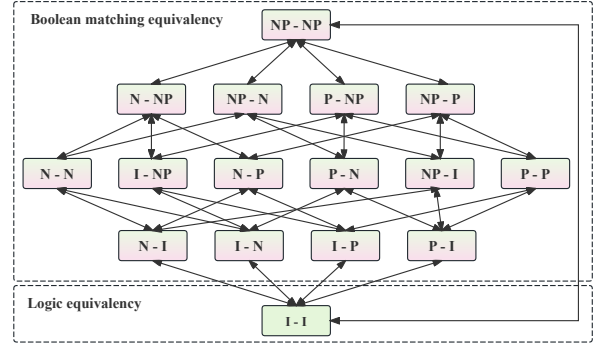 Boolean matching equivalency
NP - NP
N - NP
NP - N
P - NP
NP - P
N - N
I - NP
N - P
P - N
NP - I
P - P
N - I
I - N
I - P
P - I
Logic equivalency
I - I